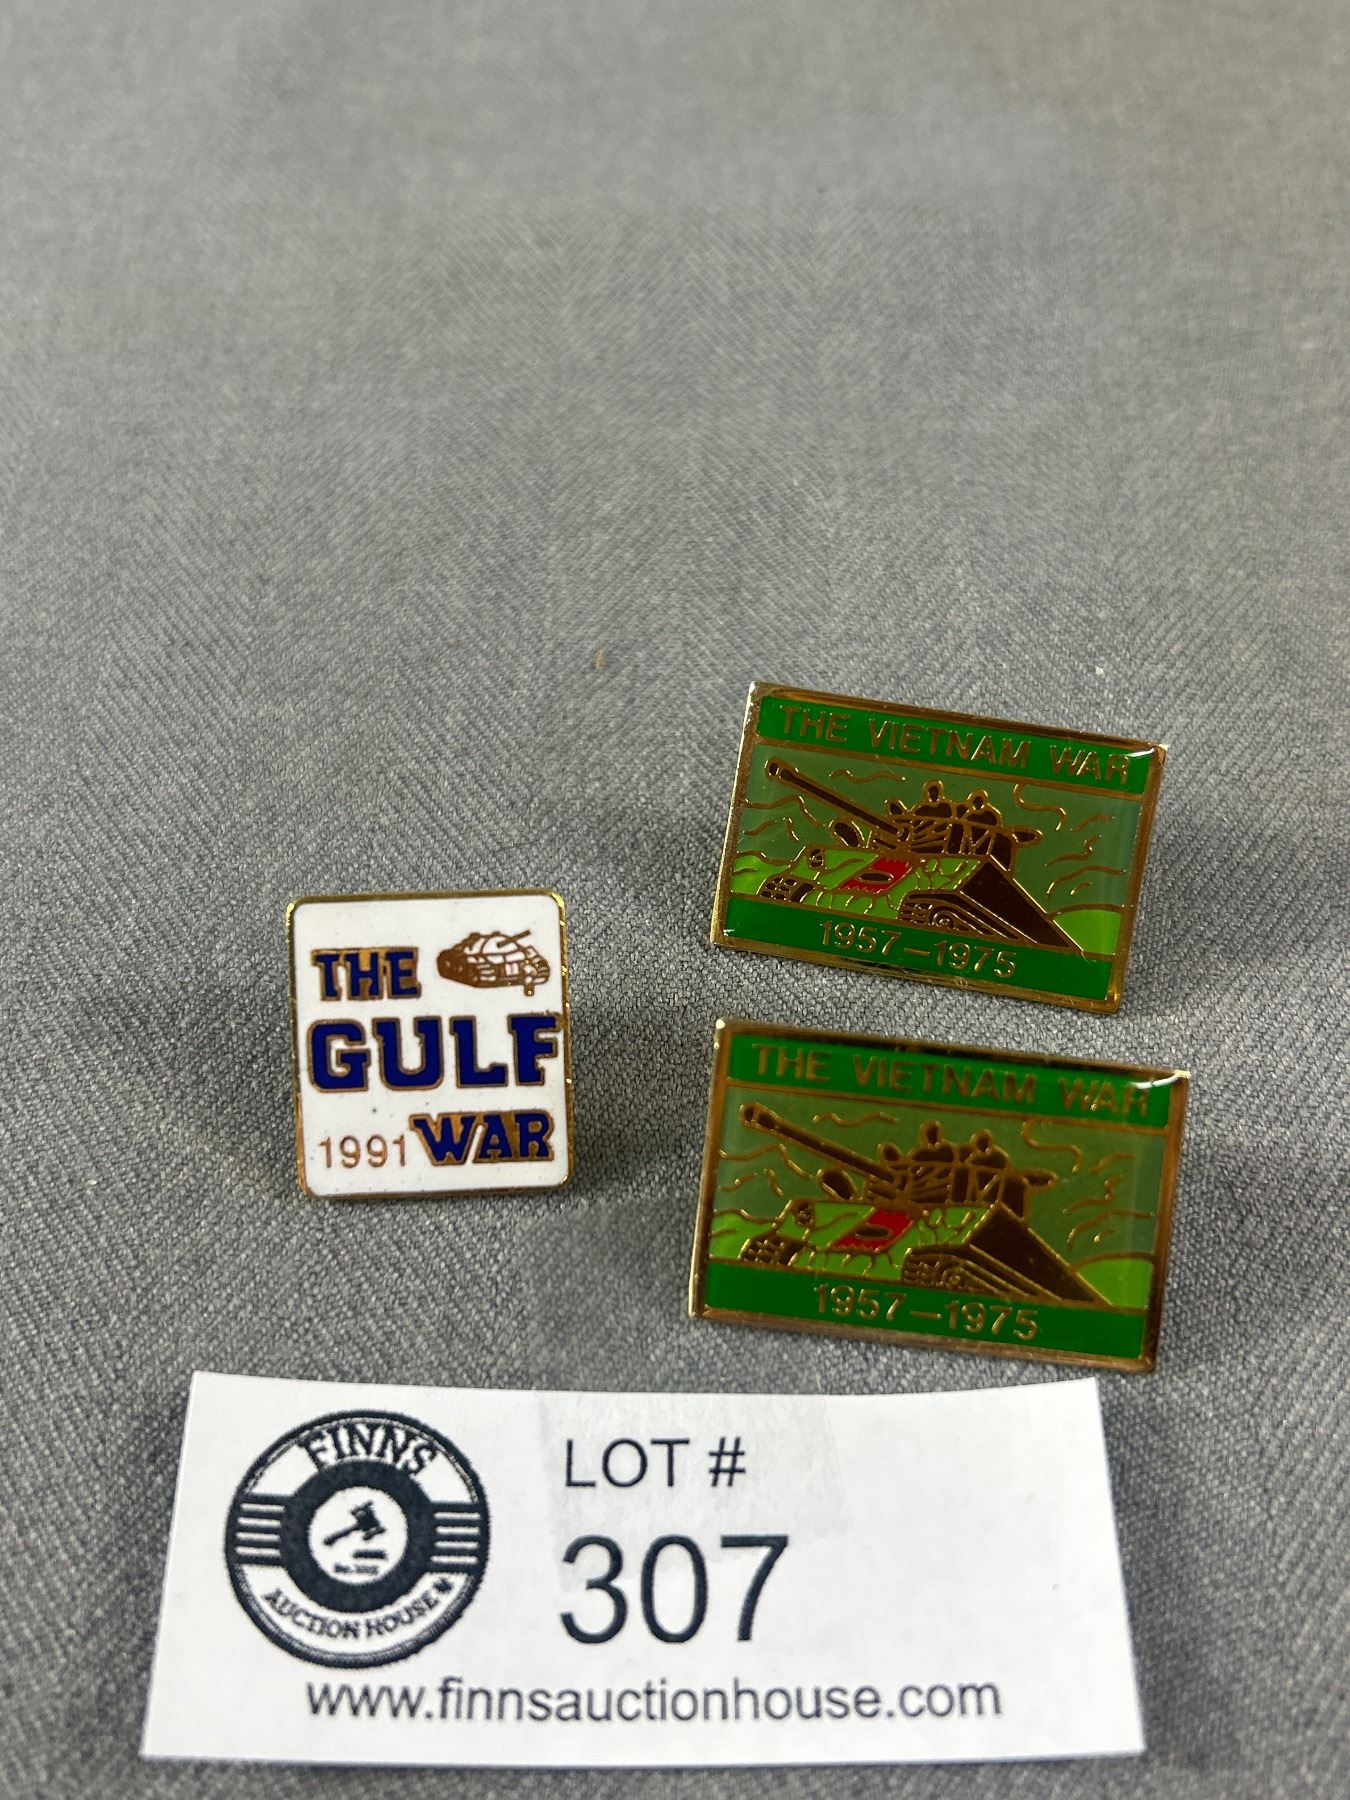 THE VIETNAM WAR
1957-1975
THE
GULF
1991 WAR
THE VIETNAM WAR
1957-1975
FINNS
AUCTION HOUSE
LOT #
307
www.finnsauctionhouse.com